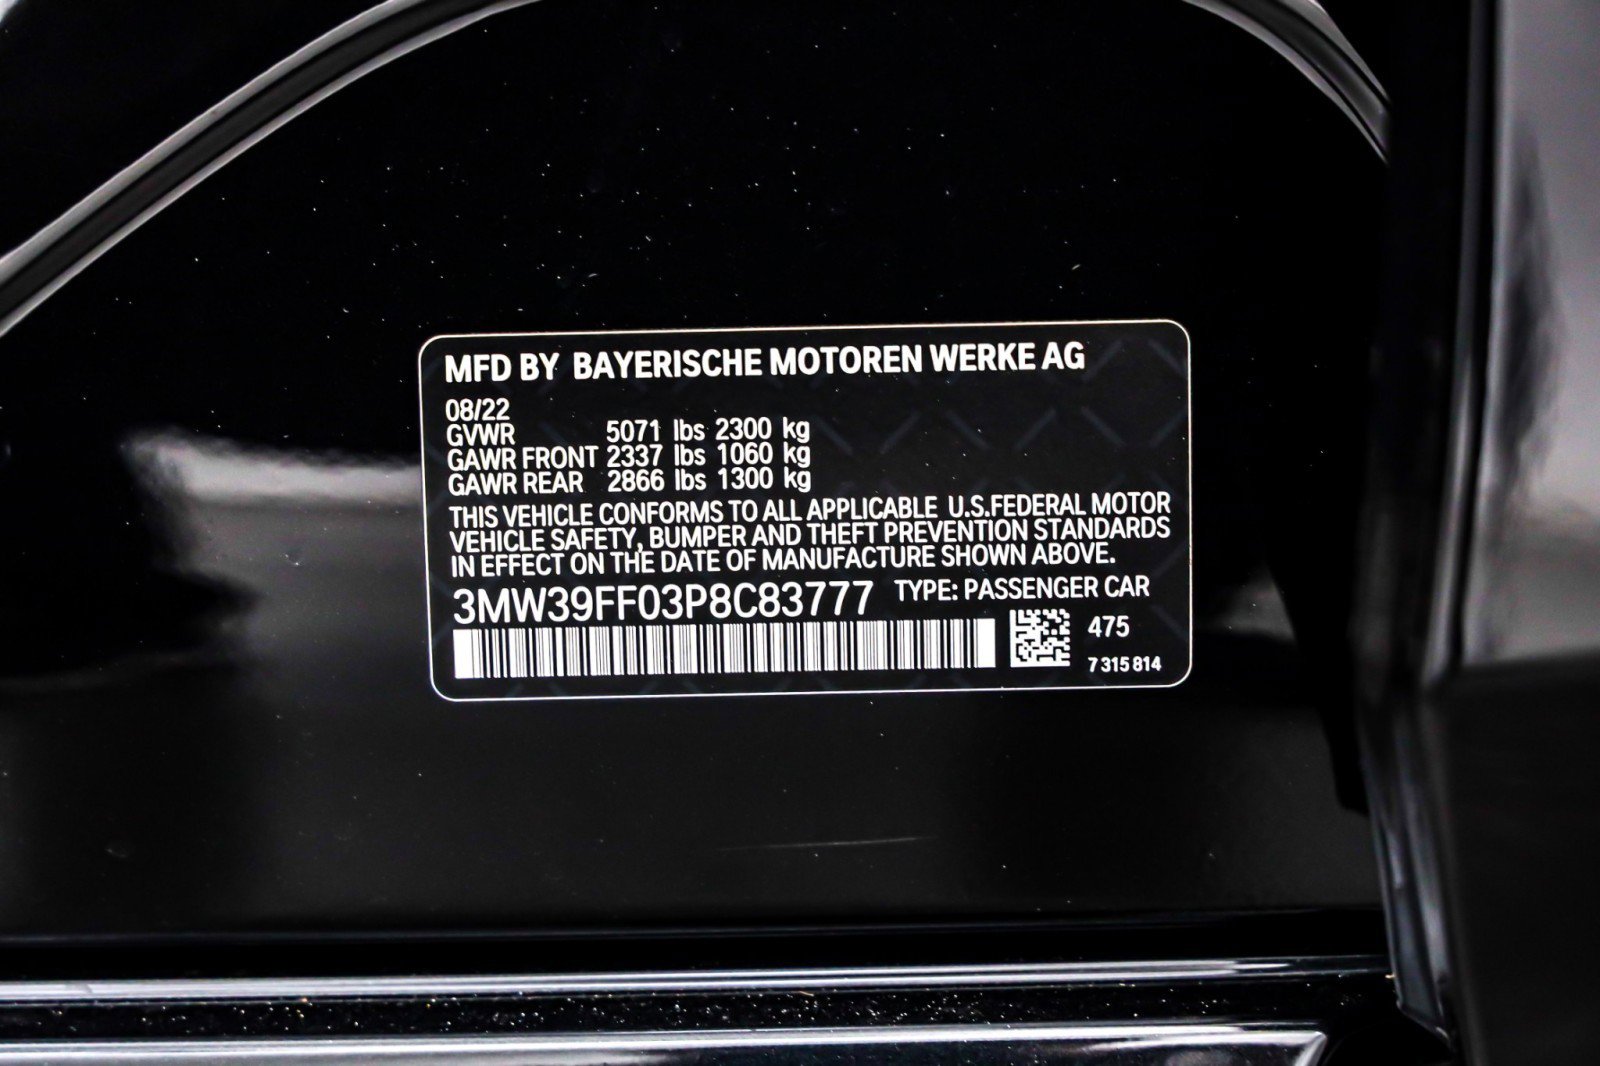 MFD BY BAYERISCHE MOTOREN WERKE AG
08/22
GVWR 5071 lbs 2300 kg
GAWR FRONT 2337 lbs 1060 kg
GAWR REAR 2866 lbs 1300 kg
THIS VEHICLE CONFORMS TO ALL APPLICABLE U.S.FEDERAL MOTOR
VEHICLE SAFETY, BUMPER AND THEFT PREVENTION STANDARDS
IN EFFECT ON THE DATE OF MANUFACTURE SHOWN ABOVE.
3MW39FF03P8C83777 TYPE: PASSENGER CAR
475
7 315 814